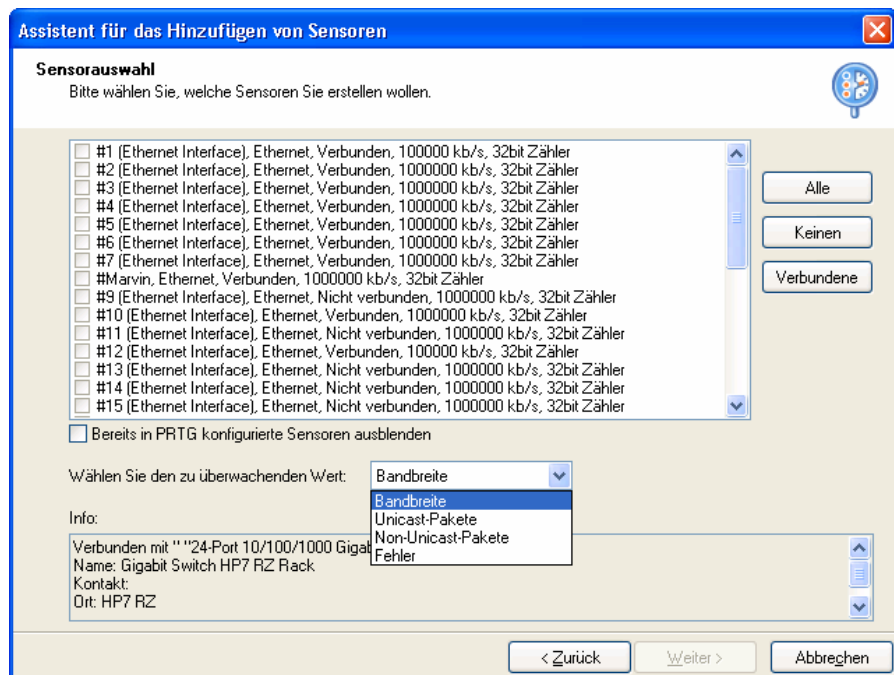 Assistent für das Hinzufügen von Sensoren
Sensorauswahl
Bitte wählen Sie, welche Sensoren Sie erstellen wollen.
#1 (Ethernet Interface), Ethernet, Verbunden, 100000 kb/s, 32bit Zähler
#2 (Ethernet Interface), Ethernet, Verbunden, 100000 kb/s, 32bit Zähler
#3 (Ethernet Interface), Ethernet, Verbunden, 100000 kb/s, 32bit Zähler
#4 (Ethernet Interface), Ethernet, Verbunden, 100000 kb/s, 32bit Zähler
#5 (Ethernet Interface), Ethernet, Verbunden, 100000 kb/s, 32bit Zähler
#6 (Ethernet Interface), Ethernet, Verbunden, 100000 kb/s, 32bit Zähler
#7 (Ethernet Interface), Ethernet, Verbunden, 100000 kb/s, 32bit Zähler
#Marvin, Ethernet, Verbunden, 1000000 kb/s, 32bit Zähler
#9 (Ethernet Interface), Ethernet, Nicht verbunden, 1000000 kb/s, 32bit Zähler
#10 (Ethernet Interface), Ethernet, Verbunden, 1000000 kb/s, 32bit Zähler
#11 (Ethernet Interface), Ethernet, Nicht verbunden, 1000000 kb/s, 32bit Zähler
#12 (Ethernet Interface), Ethernet, Verbunden, 100000 kb/s, 32bit Zähler
#13 (Ethernet Interface), Ethernet, Nicht verbunden, 1000000 kb/s, 32bit Zähler
#14 (Ethernet Interface), Ethernet, Nicht verbunden, 1000000 kb/s, 32bit Zähler
#15 (Ethernet Interface), Ethernet, Nicht verbunden, 1000000 kb/s, 32bit Zähler
Alle
Keinen
Verbundene
Bereits in PRTG konfigurierte Sensoren ausblenden
Wählen Sie den zu überwachenden Wert: Bandbreite
Bandbreite
Unicast-Pakete
Non-Unicast-Pakete
Fehler
Info:
Verbunden mit " "24-Port 10/100/1000 Gigab
Name: Gigabit Switch HP7 RZ Rack
Kontakt:
Ort: HP7 RZ
< Zurück
Weiter >
Abbrechen